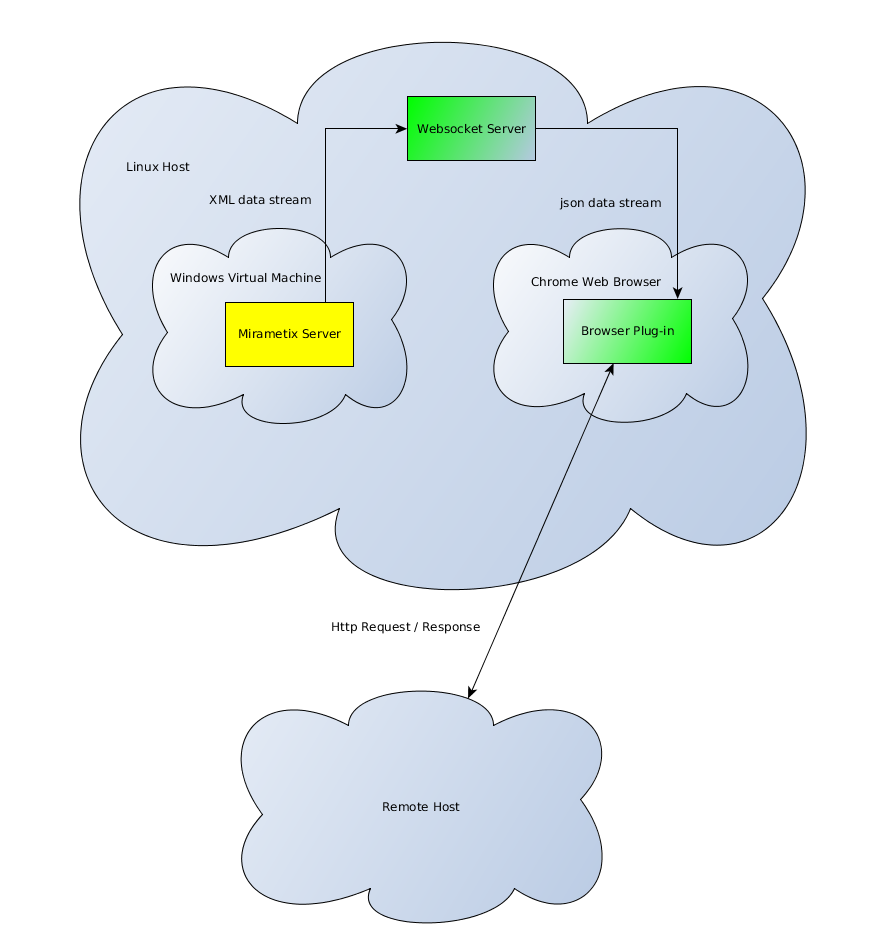 Websocket Server
Linux Host
XML data stream
json data stream
Windows Virtual Machine
Chrome Web Browser
Mirametix Server
Browser Plug-in
Http Request / Response
Remote Host